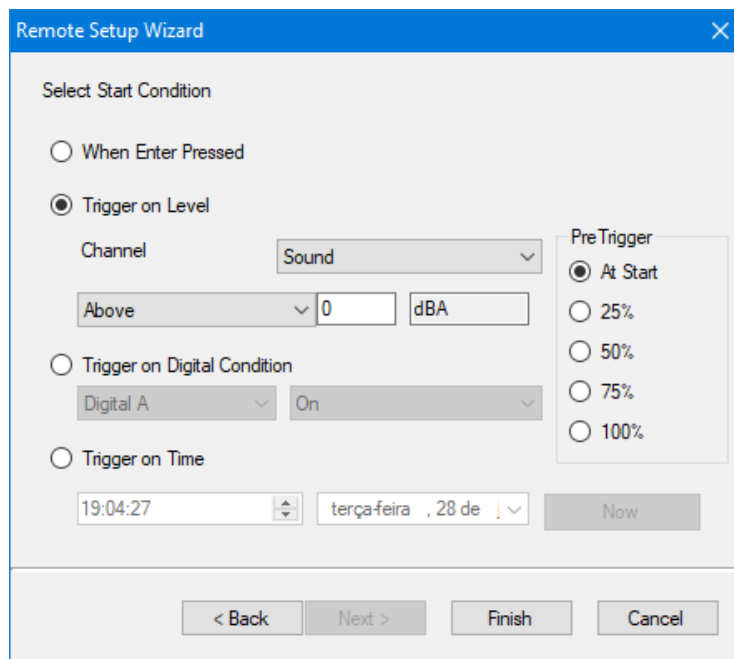 Remote Setup Wizard
Select Start Condition
When Enter Pressed
Trigger on Level
Channel
Sound
Above
0
dBA
PreTrigger
At Start
25%
50%
75%
100%
Trigger on Digital Condition
Digital A
On
Trigger on Time
19:04:27
terça-feira , 28 de
Now
< Back
Next >
Finish
Cancel